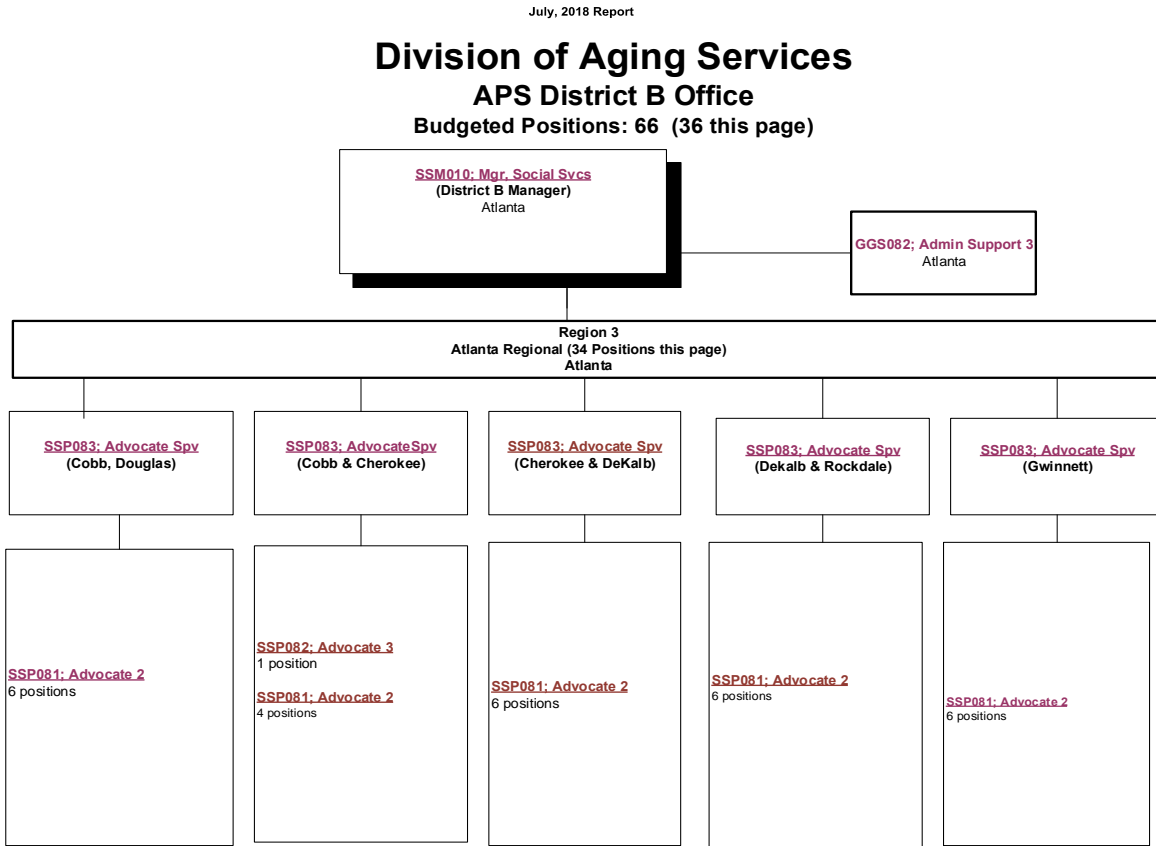 July, 2018 Report
Division of Aging Services
APS District B Office
Budgeted Positions: 66 (36 this page)
SSM010; Mgr, Social Svcs
(District B Manager)
Atlanta
GGS082; Admin Support 3
Atlanta
Region 3
Atlanta Regional (34 Positions this page)
Atlanta
SSP083; Advocate Spv
(Cobb, Douglas)
SSP083; AdvocateSpv
(Cobb & Cherokee)
SSP083; Advocate Spv
(Cherokee & DeKalb)
SSP083; Advocate Spv
(Dekalb & Rockdale)
SSP083; Advocate Spv
(Gwinnett)
SSP081; Advocate 2
6 positions
SSP082; Advocate 3
1 position
SSP081; Advocate 2
4 positions
SSP081; Advocate 2
6 positions
SSP081; Advocate 2
6 positions
SSP081; Advocate 2
6 positions